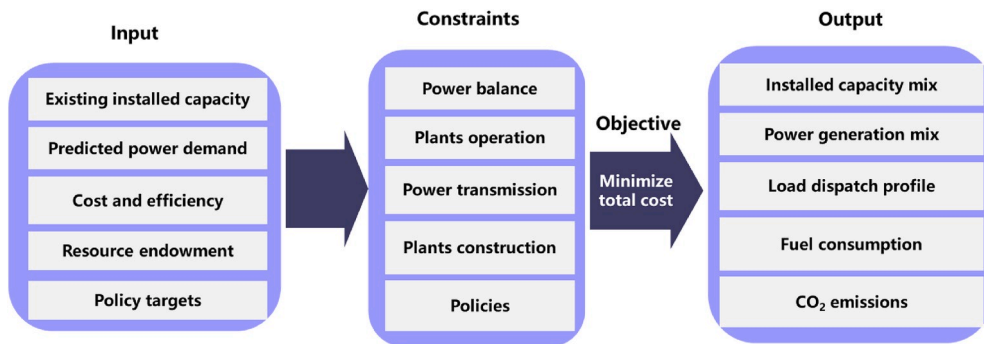 Input
Existing installed capacity
Predicted power demand
Cost and efficiency
Resource endowment
Policy targets
Constraints
Power balance
Plants operation
Power transmission
Plants construction
Policies
Objective
Minimize
total cost
Output
Installed capacity mix
Power generation mix
Load dispatch profile
Fuel consumption
CO₂ emissions